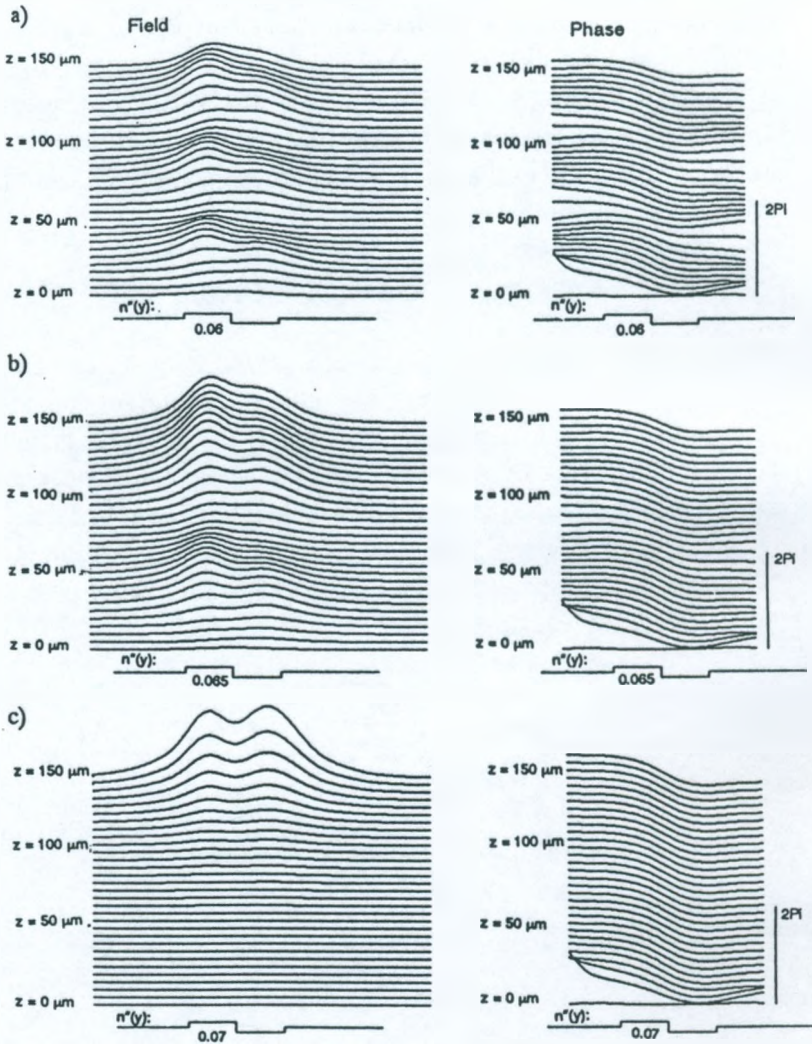 a)
Field
Phase
z = 150 µm
z = 100 µm
z = 50 µm
z = 0 µm
n"(y):
0.06
z = 150 µm
z = 100 µm
z = 50 µm
z = 0 µm
2PI
n"(y):
0.06
b)
z = 150 µm
z = 100 µm
z = 50 µm
z = 0 µm
n"(y):
0.065
z = 150 µm
z = 100 µm
z = 50 µm
z = 0 µm
2PI
n"(y):
0.065
c)
z = 150 µm
z = 100 µm
z = 50 µm
z = 0 µm
n"(y):
0.07
z = 150 µm
z = 100 µm
z = 50 µm
z = 0 µm
2PI
n"(y):
0.07